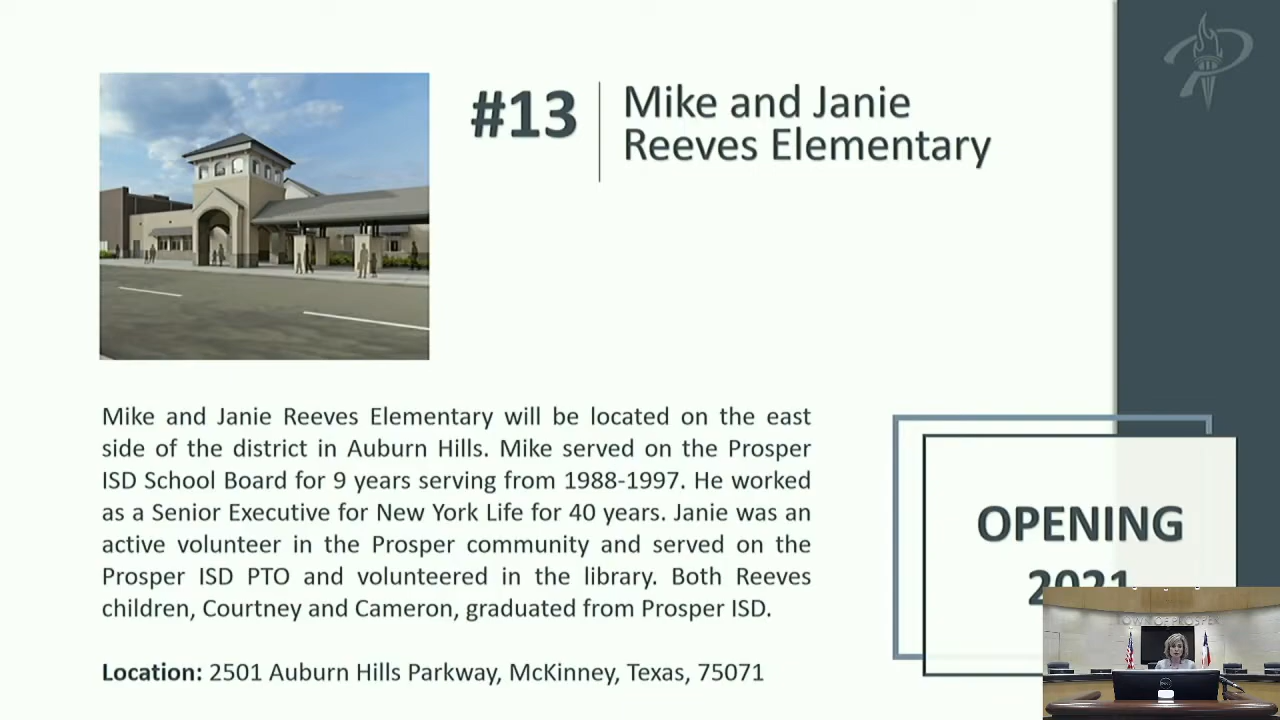 #13
Mike and Janie
Reeves Elementary
Mike and Janie Reeves Elementary will be located on the east
side of the district in Auburn Hills. Mike served on the Prosper
ISD School Board for 9 years serving from 1988-1997. He worked
as a Senior Executive for New York Life for 40 years. Janie was an
active volunteer in the Prosper community and served on the
Prosper ISD PTO and volunteered in the library. Both Reeves
children, Courtney and Cameron, graduated from Prosper ISD.
Location: 2501 Auburn Hills Parkway, McKinney, Texas, 75071
OPENING
2021
TOWN OF PROSPER